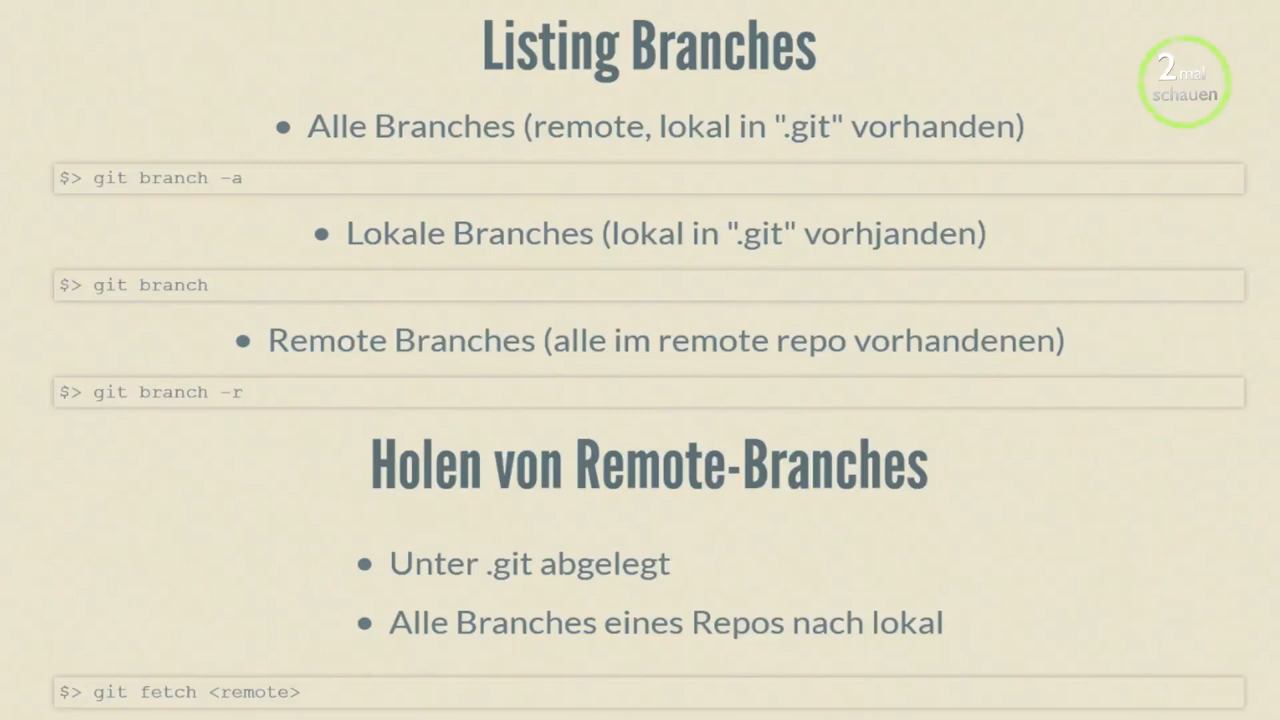 Listing Branches
2 mal
schauen
• Alle Branches (remote, lokal in ".git" vorhanden)
$> git branch -a
• Lokale Branches (lokal in ".git" vorhjanden)
$> git branch
• Remote Branches (alle im remote repo vorhandenen)
$> git branch -r
Holen von Remote-Branches
• Unter .git abgelegt
• Alle Branches eines Repos nach lokal
$> git fetch <remote>